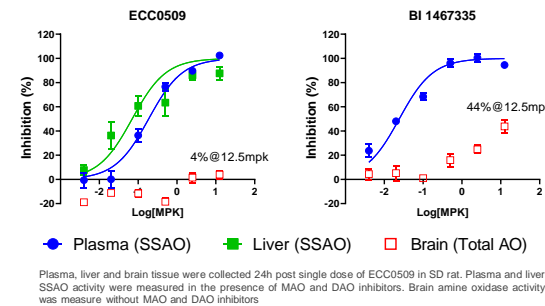 ECC0509
BI 1467335
Inhibition (%)
120
100
80
60
40
20
0
-20
-2
-1
0
1
2
Log[MPK]
4%@12.5mpk
Inhibition (%)
120
100
80
60
40
20
0
-20
-2
-1
0
1
2
Log[MPK]
44%@12.5mp
Plasma (SSAO)
Liver (SSAO)
Brain (Total AO)
Plasma, liver and brain tissue were collected 24h post single dose of ECC0509 in SD rat. Plasma and liver
SSAO activity were measured in the presence of MAO and DAO inhibitors. Brain amine oxidase activity
was measure without MAO and DAO inhibitors